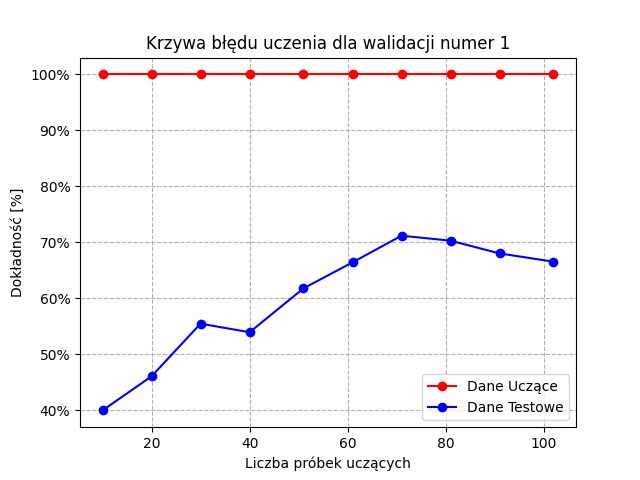 Krzywa błędu uczenia dla walidacji numer 1
100%
90%
80%
70%
60%
50%
40%
Dokładność [%]
20
40
60
80
100
Liczba próbek uczących
Dane Uczące
Dane Testowe